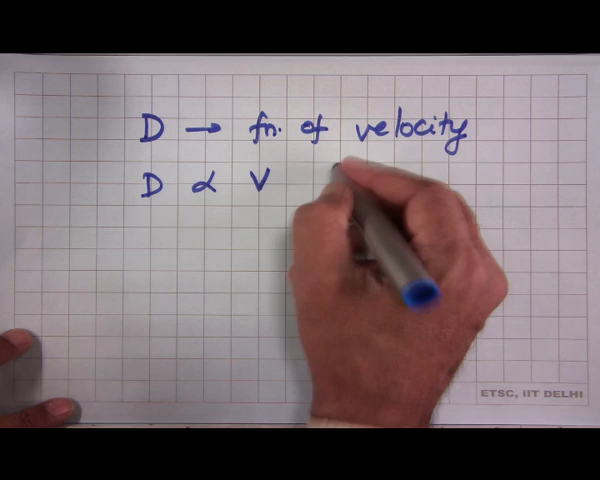 D → fn. of velocity
D ∝ V
ETSC, IIT DELHI